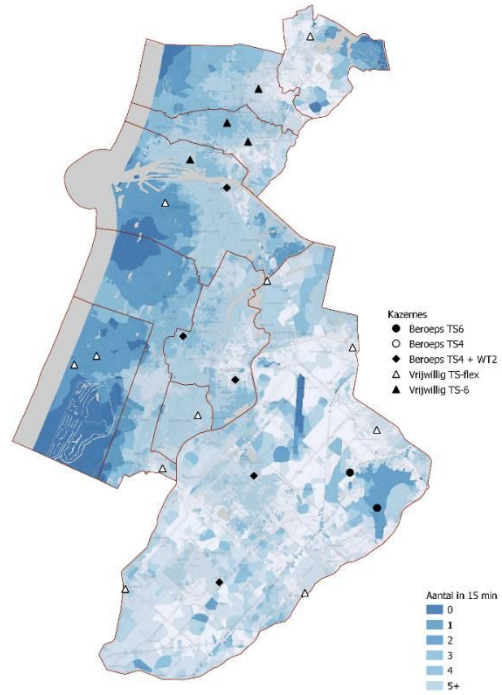 Kazernes
Beroeps TS6
Beroeps TS4
Beroeps TS4 + WT2
Vrijwillig TS-flex
Vrijwillig TS-6
Aantal in 15 min
0
1
2
3
4
5+